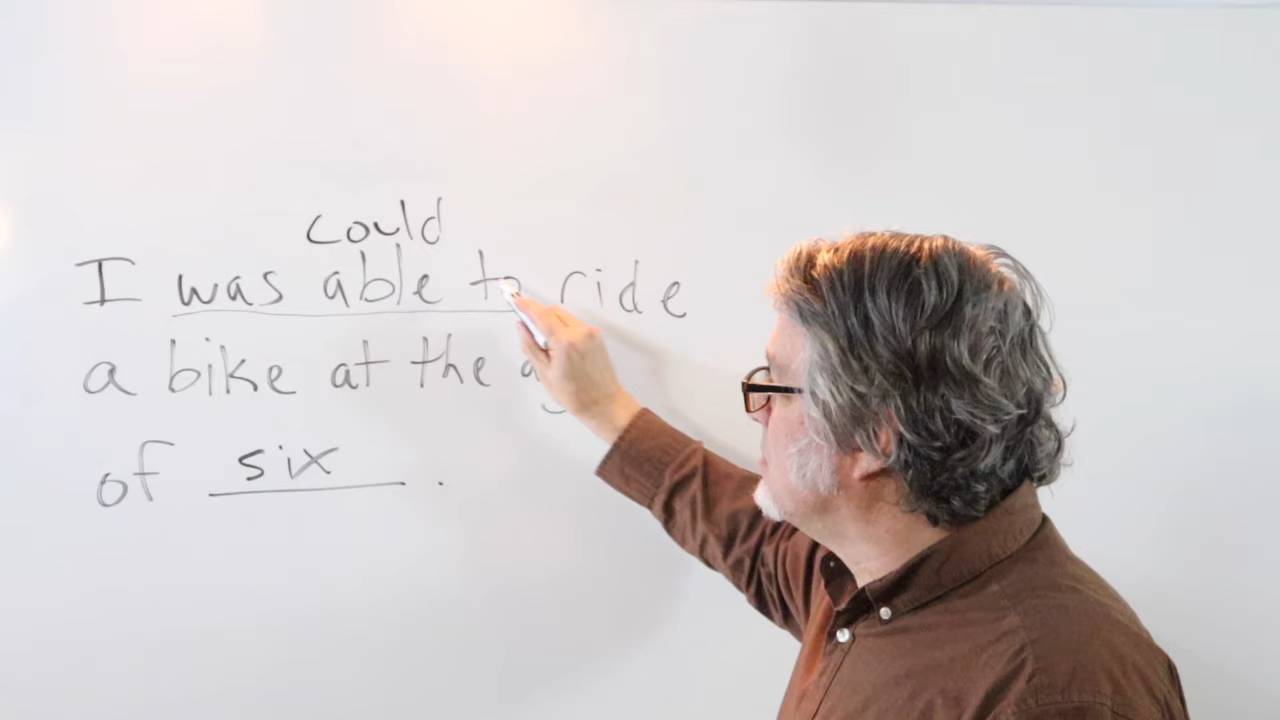 could
I was able to ride
a bike at the
of six.